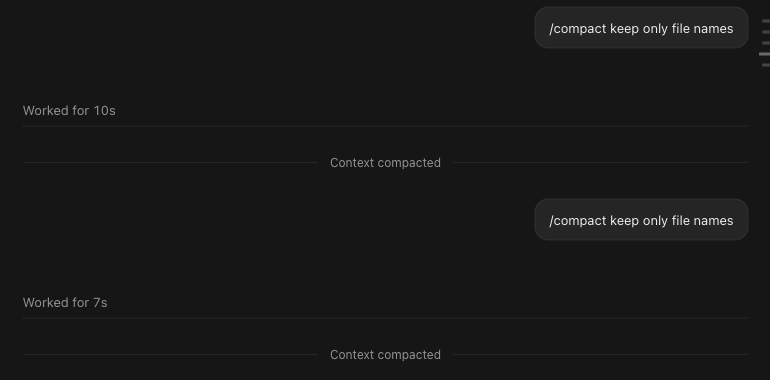 /compact keep only file names
Worked for 10s
Context compacted
/compact keep only file names
Worked for 7s
Context compacted